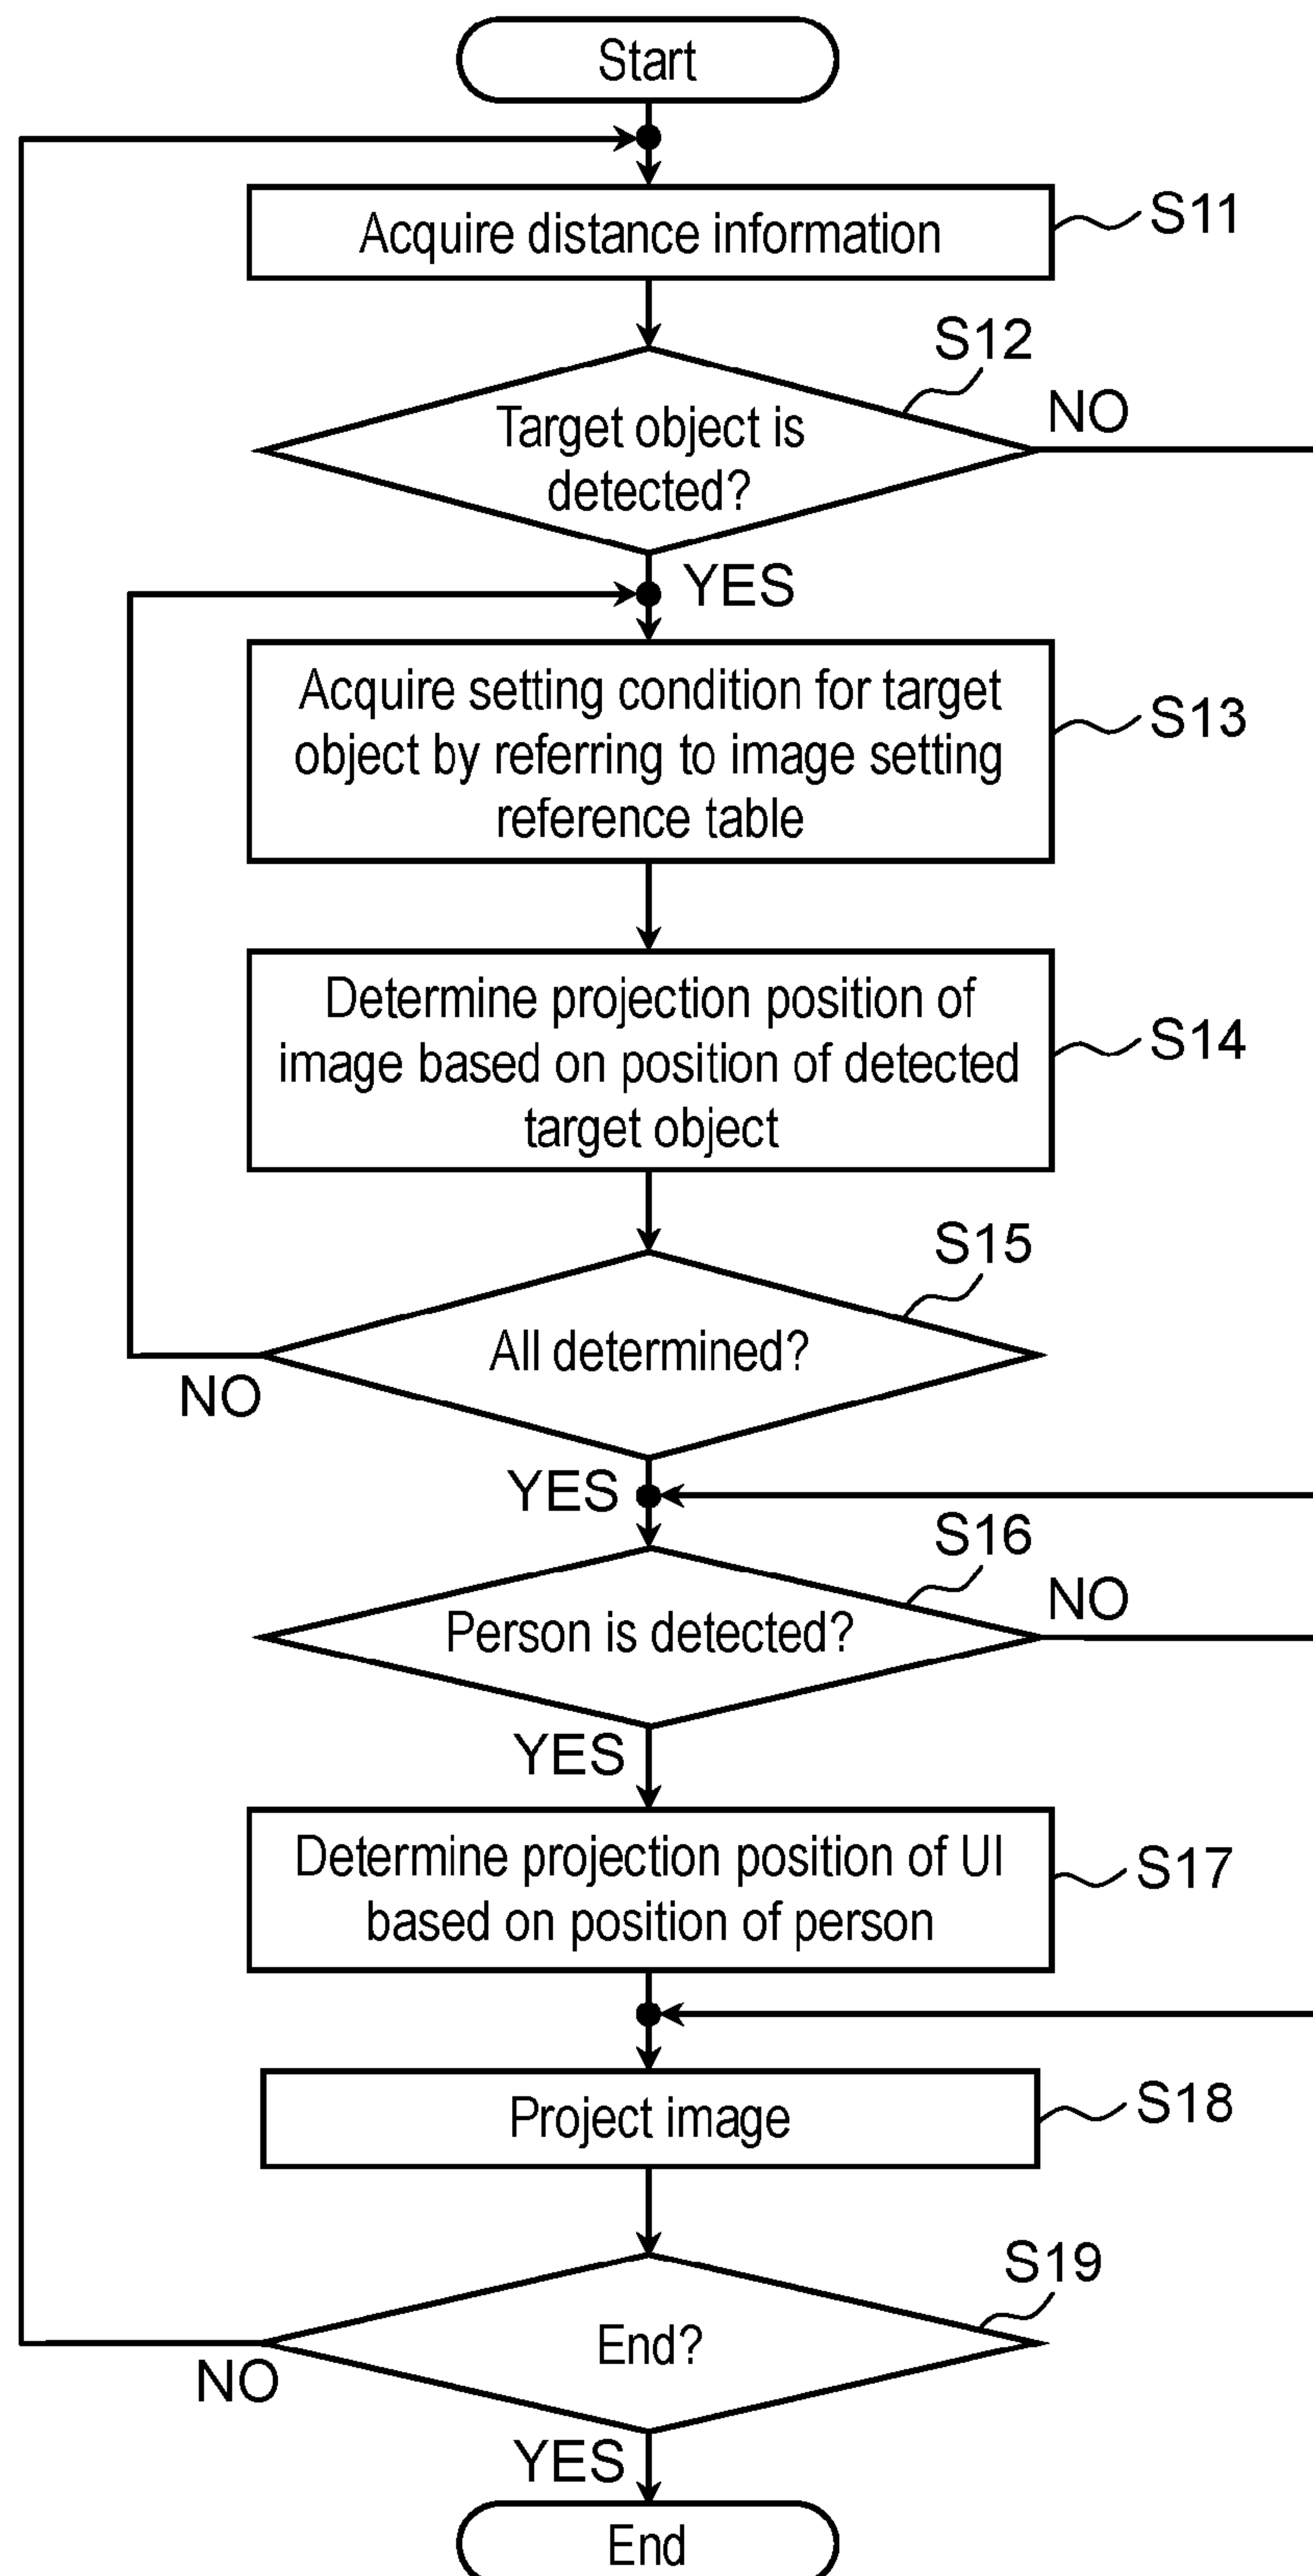 Start
Acquire distance information
S11
S12
Target object is
detected?
NO
YES
Acquire setting condition for target
object by referring to image setting
reference table
S13
Determine projection position of
image based on position of detected
target object
S14
S15
All determined?
NO
YES
S16
Person is detected?
NO
YES
Determine projection position of UI
based on position of person
S17
Project image
S18
S19
End?
NO
YES
End